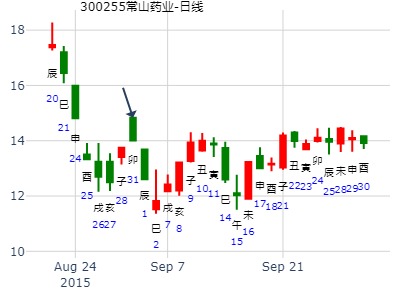 300255常山药业-日线
18
16
14
12
10
辰
20
巳
21
申
24
酉
25
戌
26
亥
27
子
28
卯
31
辰
1
巳
2
戌
7
亥
8
子
9
丑
10
寅
11
巳
14
午
15
未
16
申
17
酉
18
子
21
丑
22
寅
23
卯
24
辰
25
未
28
申
29
酉
30
Aug 24
2015
Sep 7
Sep 21